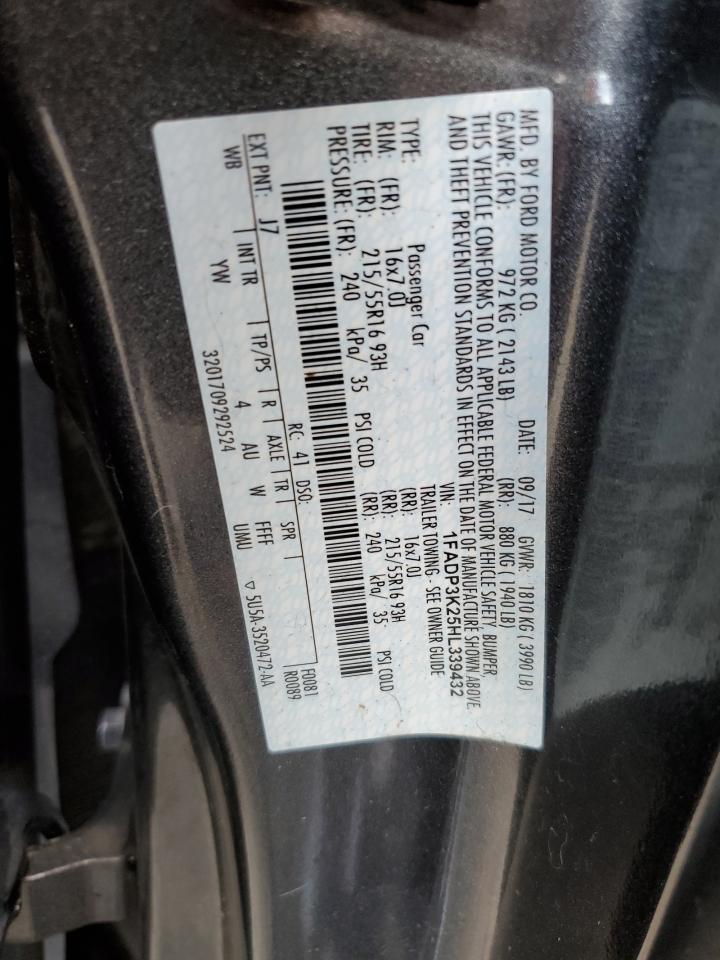 MFD. BY FORD MOTOR CO.
DATE: 09/17 GVWR: 1810 KG ( 3990 LB)
GAWR: (FR): 972 KG ( 2143 LB) (RR): 880 KG ( 1940 LB)
THIS VEHICLE CONFORMS TO ALL APPLICABLE FEDERAL MOTOR VEHICLE SAFETY, BUMPER,
AND THEFT PREVENTION STANDARDS IN EFFECT ON THE DATE OF MANUFACTURE SHOWN ABOVE.
VIN: 1FADP3K25HL339432
TYPE: Passenger Car TRAILER TOWING - SEE OWNER GUIDE
RIM: (FR): 16x7.0J (RR): 16x7.0J
TIRE: (FR): 215/55R16 93H (RR): 215/55R16 93H
PRESSURE: (FR): 240 kPa/ 35 PSI COLD (RR): 240 kPa/ 35 PSI COLD
EXT PNT: J7 RC: 41 DSO: F0081
WB INT TR TP/PS R AXLE TR SPR R0089
YW 4 AU W FFFF
UMU
3201709292524 ▽ 5U5A-3520472-AA